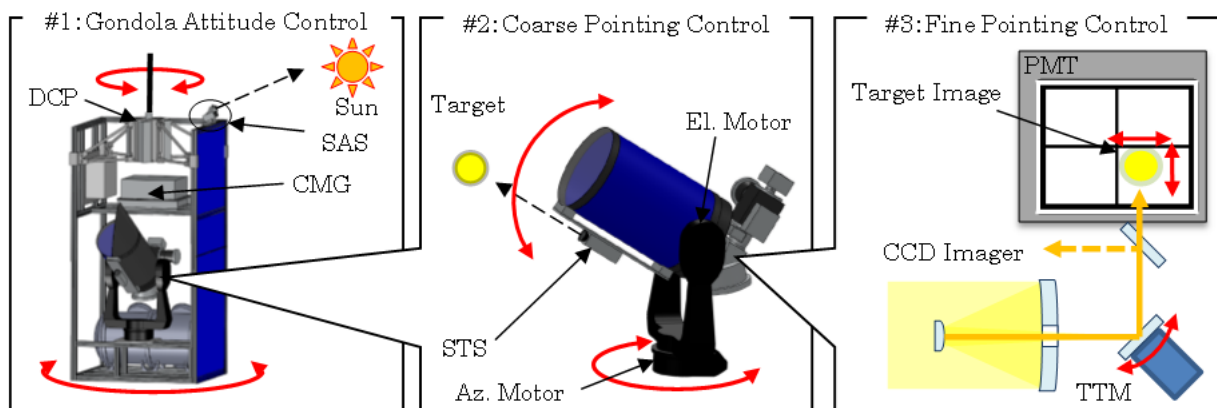 #1: Gondola Attitude Control
DCP
Sun
SAS
CMG
#2: Coarse Pointing Control
Target
El. Motor
STS
Az. Motor
#3: Fine Pointing Control
PMT
Target Image
CCD Imager
TTM